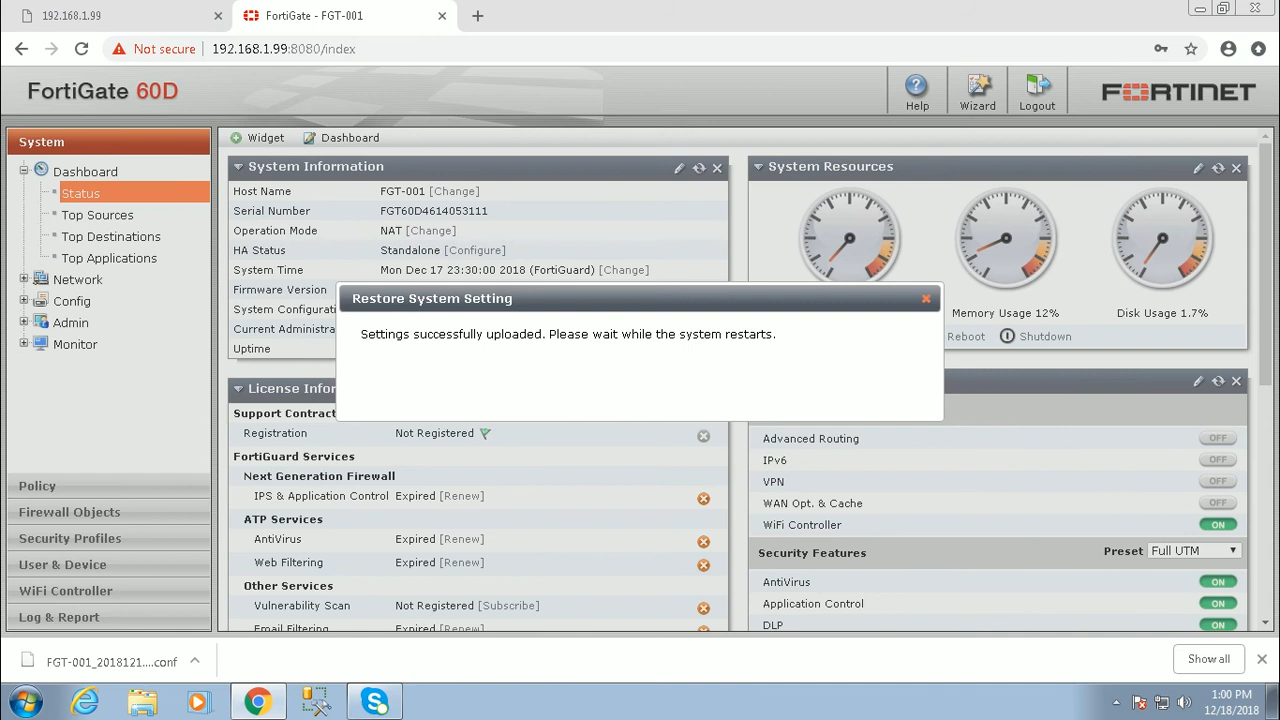 192.168.1.99
FortiGate - FGT-001
Not secure
192.168.1.99:8080/index
FortiGate 60D
Help
Wizard
Logout
FORTINET
System
Dashboard
Status
Top Sources
Top Destinations
Top Applications
Network
Config
Admin
Monitor
Policy
Firewall Objects
Security Profiles
User & Device
WiFi Controller
Log & Report
Widget
Dashboard
System Information
Host Name FGT-001 [Change]
Serial Number FGT60D4614053111
Operation Mode NAT [Change]
HA Status Standalone [Configure]
System Time Mon Dec 17 23:30:00 2018 (FortiGuard) [Change]
Firmware Version
System Configurati
Current Administra
Uptime
System Resources
Memory Usage 12%
Disk Usage 1.7%
Reboot
Shutdown
Restore System Setting
Settings successfully uploaded. Please wait while the system restarts.
License Infor
Support Contract
Registration Not Registered
FortiGuard Services
Next Generation Firewall
IPS & Application Control Expired [Renew]
ATP Services
AntiVirus Expired [Renew]
Web Filtering Expired [Renew]
Other Services
Vulnerability Scan Not Registered [Subscribe]
Email Filtering Expired [Renew]
Advanced Routing OFF
IPv6 OFF
VPN OFF
WAN Opt. & Cache OFF
WiFi Controller ON
Security Features Preset Full UTM
AntiVirus ON
Application Control ON
DLP ON
FGT-001_2018121....conf
Show all
1:00 PM
12/18/2018